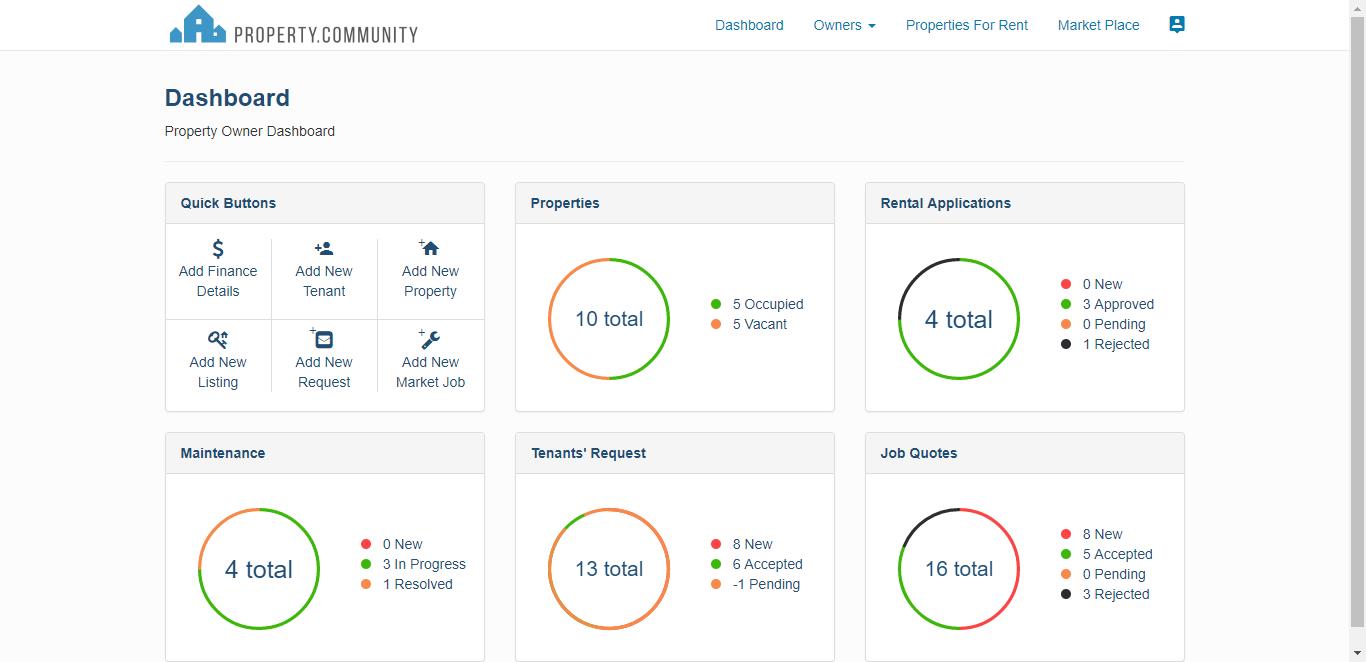 PROPERTY.COMMUNITY
Dashboard
Owners
Properties For Rent
Market Place
Dashboard
Property Owner Dashboard
Quick Buttons
Add Finance
Details
Add New
Tenant
Add New
Property
Add New
Listing
Add New
Request
Add New
Market Job
Properties
10 total
5 Occupied
5 Vacant
Rental Applications
4 total
0 New
3 Approved
0 Pending
1 Rejected
Maintenance
4 total
0 New
3 In Progress
1 Resolved
Tenants' Request
13 total
8 New
6 Accepted
-1 Pending
Job Quotes
16 total
8 New
5 Accepted
0 Pending
3 Rejected